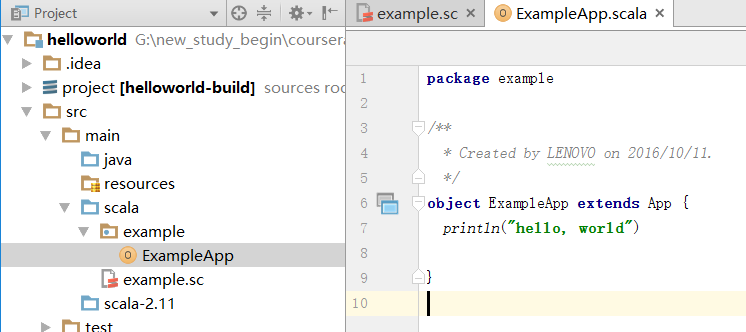 Project
helloworld G:\new_study_begin\coursera
.idea
project [helloworld-build] sources roo
src
main
java
resources
scala
example
ExampleApp
example.sc
scala-2.11
test
example.sc
ExampleApp.scala
1 package example
2
3 /**
4 * Created by LENOVO on 2016/10/11.
5 */
6 object ExampleApp extends App {
7 println("hello, world")
8
9 }
10